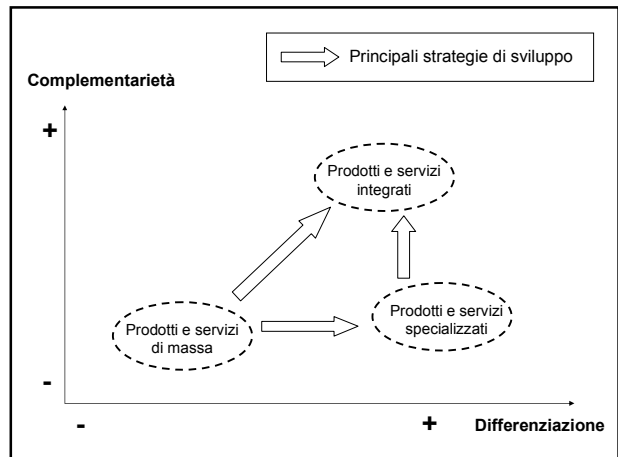 Principali strategie di sviluppo
Complementarietà
+
Prodotti e servizi
integrati
Prodotti e servizi
di massa
Prodotti e servizi
specializzati
-
-
+
Differenziazione